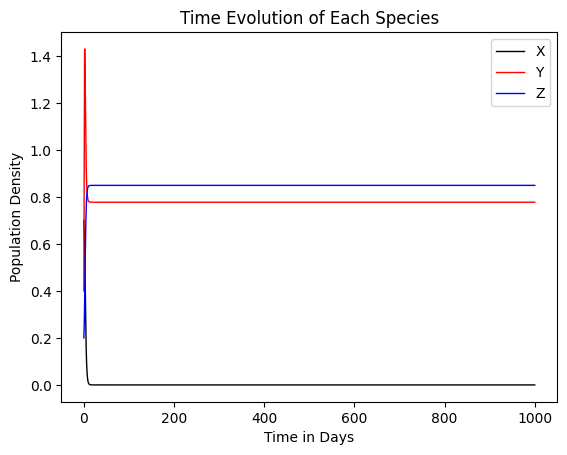 Time Evolution of Each Species
X
Y
Z
Population Density
1.4
1.2
1.0
0.8
0.6
0.4
0.2
0.0
0 200 400 600 800 1000
Time in Days